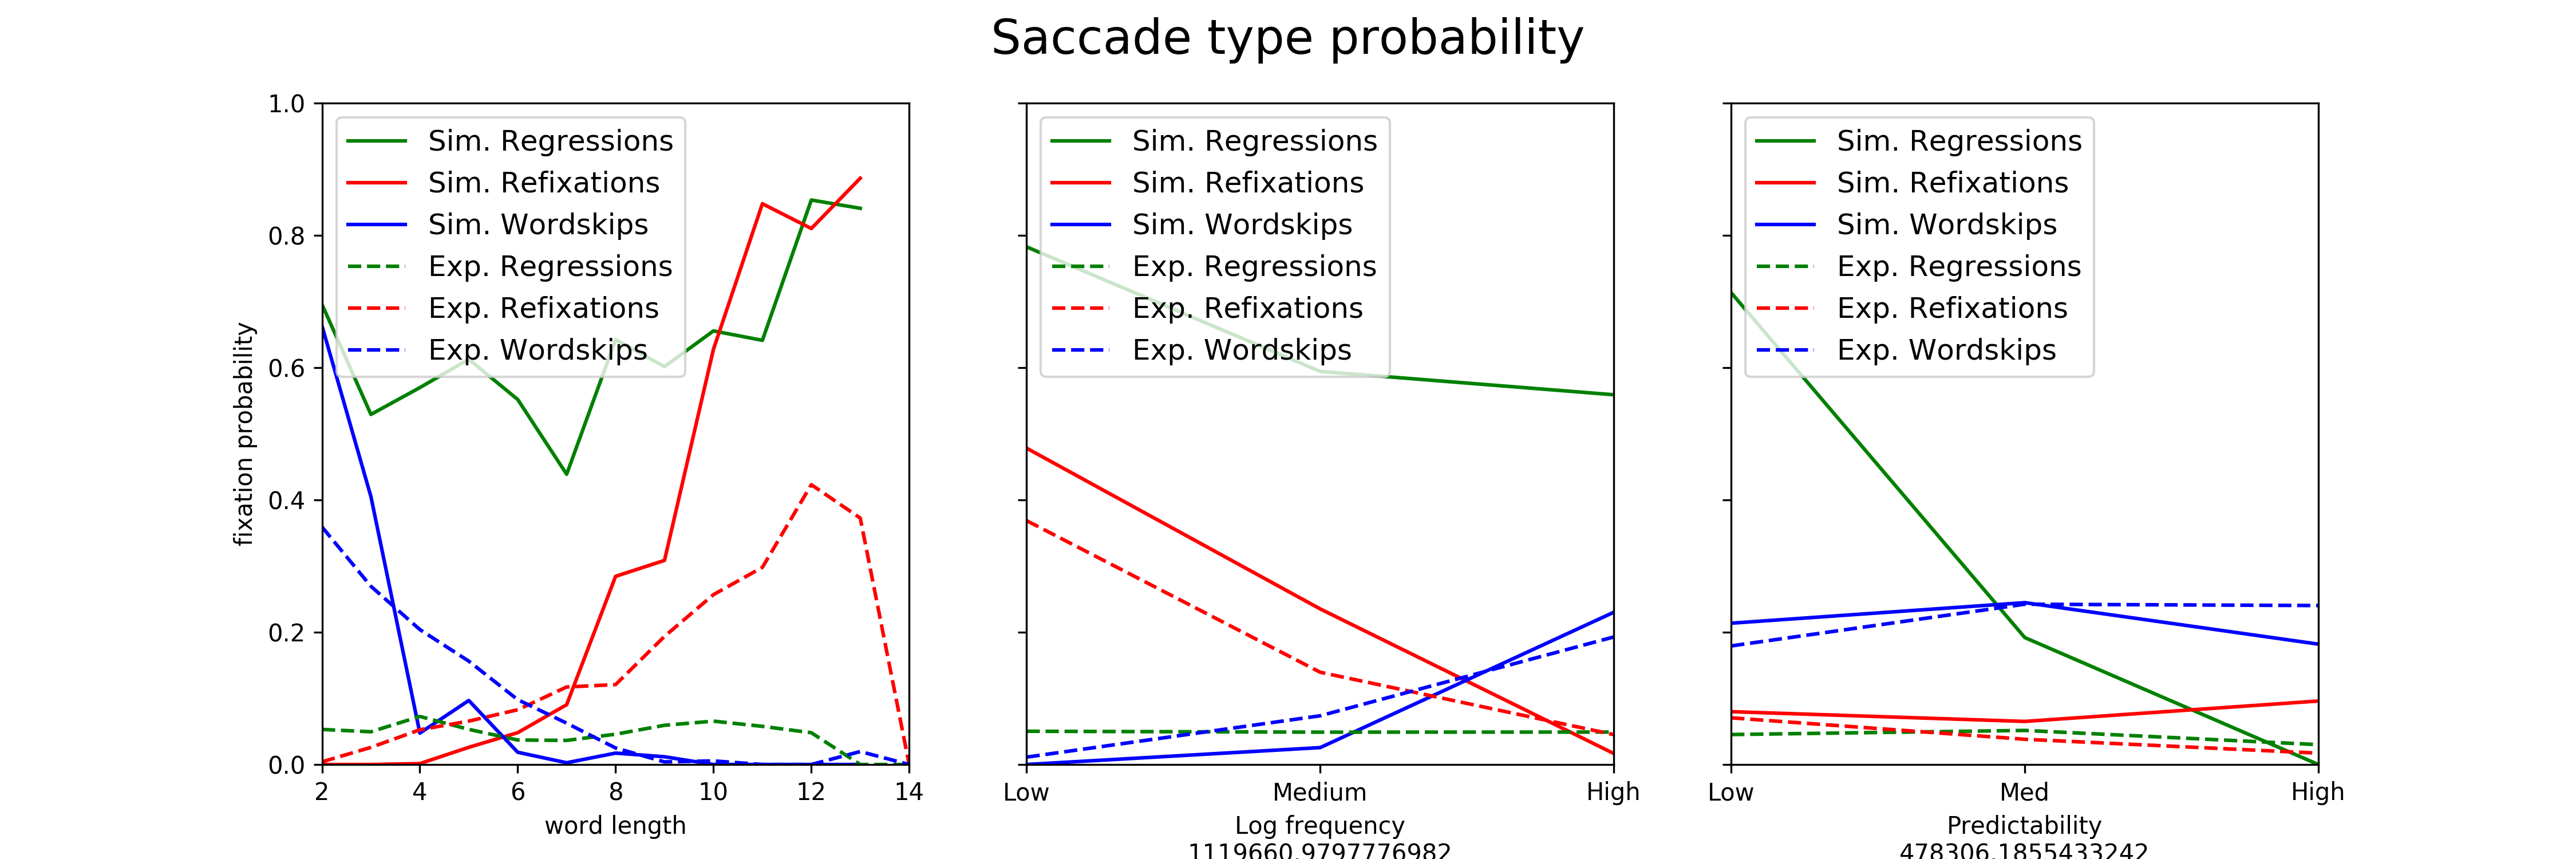 Saccade type probability
fixation probability
1.0
0.8
0.6
0.4
0.2
0.0
Sim. Regressions
Sim. Refixations
Sim. Wordskips
Exp. Regressions
Exp. Refixations
Exp. Wordskips
2 4 6 8 10 12 14
word length
Sim. Regressions
Sim. Refixations
Sim. Wordskips
Exp. Regressions
Exp. Refixations
Exp. Wordskips
Low Medium High
Log frequency
1119660.9797776982
Sim. Regressions
Sim. Refixations
Sim. Wordskips
Exp. Regressions
Exp. Refixations
Exp. Wordskips
Low Med High
Predictability
478306.1855433242